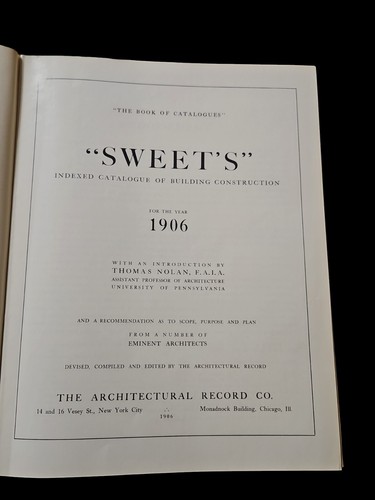 "THE BOOK OF CATALOGUES"
"SWEET'S"
INDEXED CATALOGUE OF BUILDING CONSTRUCTION
FOR THE YEAR
1906
WITH AN INTRODUCTION BY
THOMAS NOLAN, F.A.I.A.
ASSISTANT PROFESSOR OF ARCHITECTURE
UNIVERSITY OF PENNSYLVANIA
AND A RECOMMENDATION AS TO SCOPE, PURPOSE AND PLAN
FROM A NUMBER OF
EMINENT ARCHITECTS
DEVISED, COMPILED AND EDITED BY THE ARCHITECTURAL RECORD
THE ARCHITECTURAL RECORD CO.
14 and 16 Vesey St., New York City ∴ Monadnock Building, Chicago, Ill.
1906